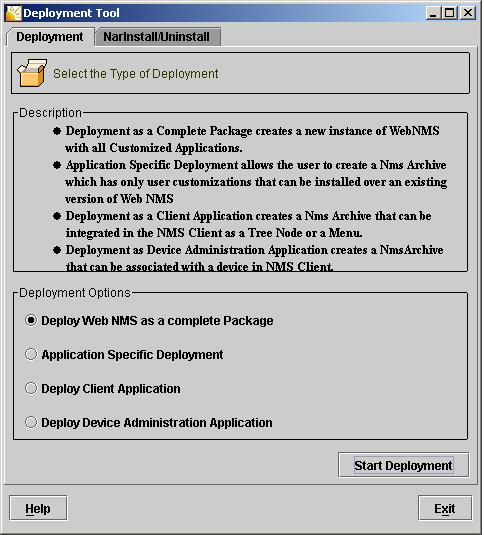 Deployment Tool
Deployment NarInstall/Uninstall
Select the Type of Deployment
Description
Deployment as a Complete Package creates a new instance of WebNMS
with all Customized Applications.
Application Specific Deployment allows the user to create a Nms Archive
which has only user customizations that can be installed over an existing
version of Web NMS
Deployment as a Client Application creates a Nms Archive that can be
integrated in the NMS Client as a Tree Node or a Menu.
Deployment as Device Administration Application creates a NmsArchive
that can be associated with a device in NMS Client.
Deployment Options
Deploy Web NMS as a complete Package
Application Specific Deployment
Deploy Client Application
Deploy Device Administration Application
Start Deployment
Help Exit